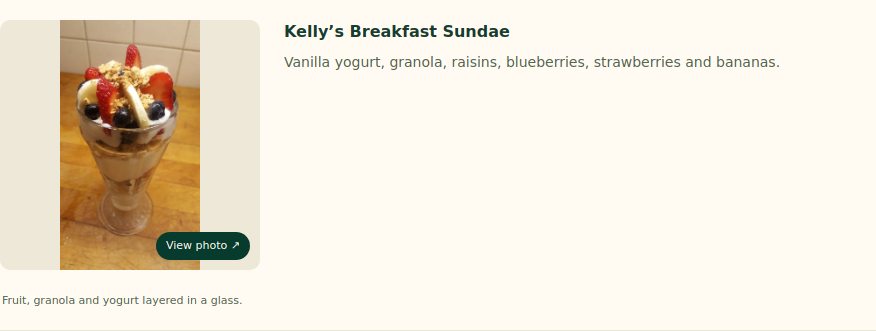 Kelly’s Breakfast Sundae
Vanilla yogurt, granola, raisins, blueberries, strawberries and bananas.
View photo ↗
Fruit, granola and yogurt layered in a glass.